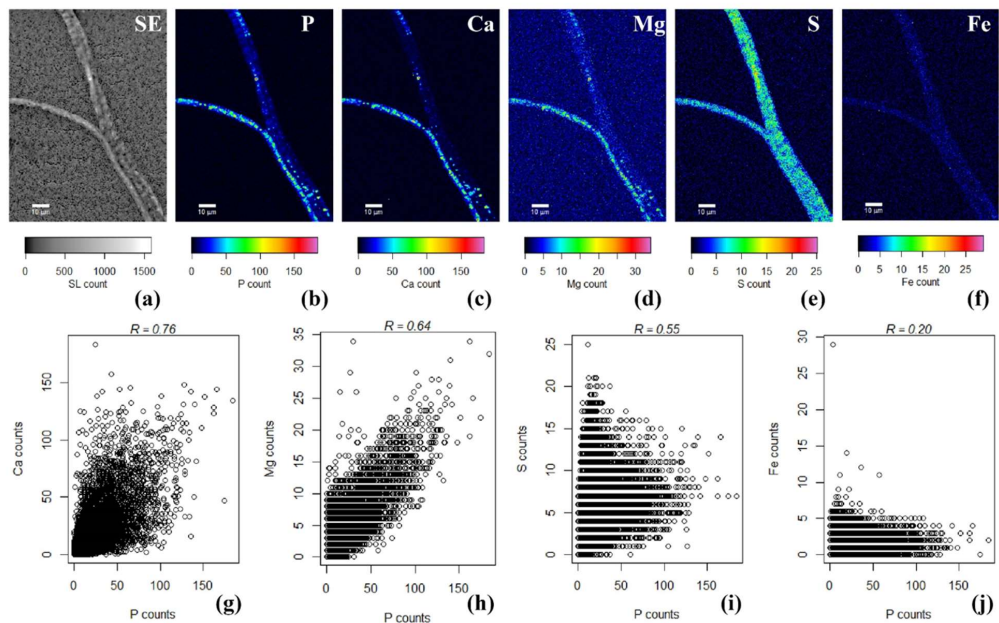 SE P Ca Mg S Fe
10 µm 10 µm 10 µm 10 µm 10 µm 10 µm
0 500 1000 1500 0 50 100 150 0 50 100 150 0 5 10 20 30 0 5 10 15 20 25 0 5 10 15 20 25
SL count P count Ca count Mg count S count Fe count
(a) (b) (c) (d) (e) (f)
R = 0.76 R = 0.64 R = 0.55 R = 0.20
Ca counts
0 50 100 150
0 50 100 150
P counts
(g)
Mg counts
0 5 10 15 20 25 30 35
0 50 100 150
P counts
(h)
S counts
0 5 10 15 20 25
0 50 100 150
P counts
(i)
Fe counts
0 5 10 15 20 25 30
0 50 100 150
P counts
(j)